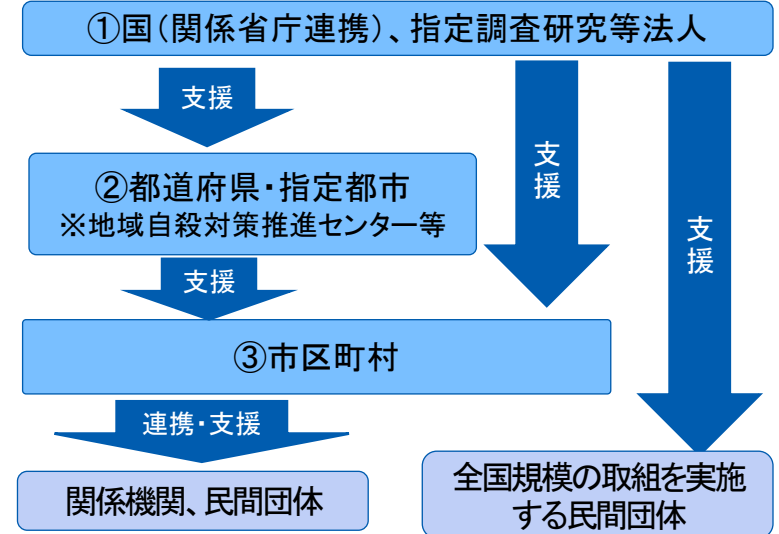 ①国(関係省庁連携)、指定調査研究等法人
支援
支援
支援
②都道府県・指定都市
※地域自殺対策推進センター等
支援
③市区町村
連携・支援
関係機関、民間団体
全国規模の取組を実施
する民間団体